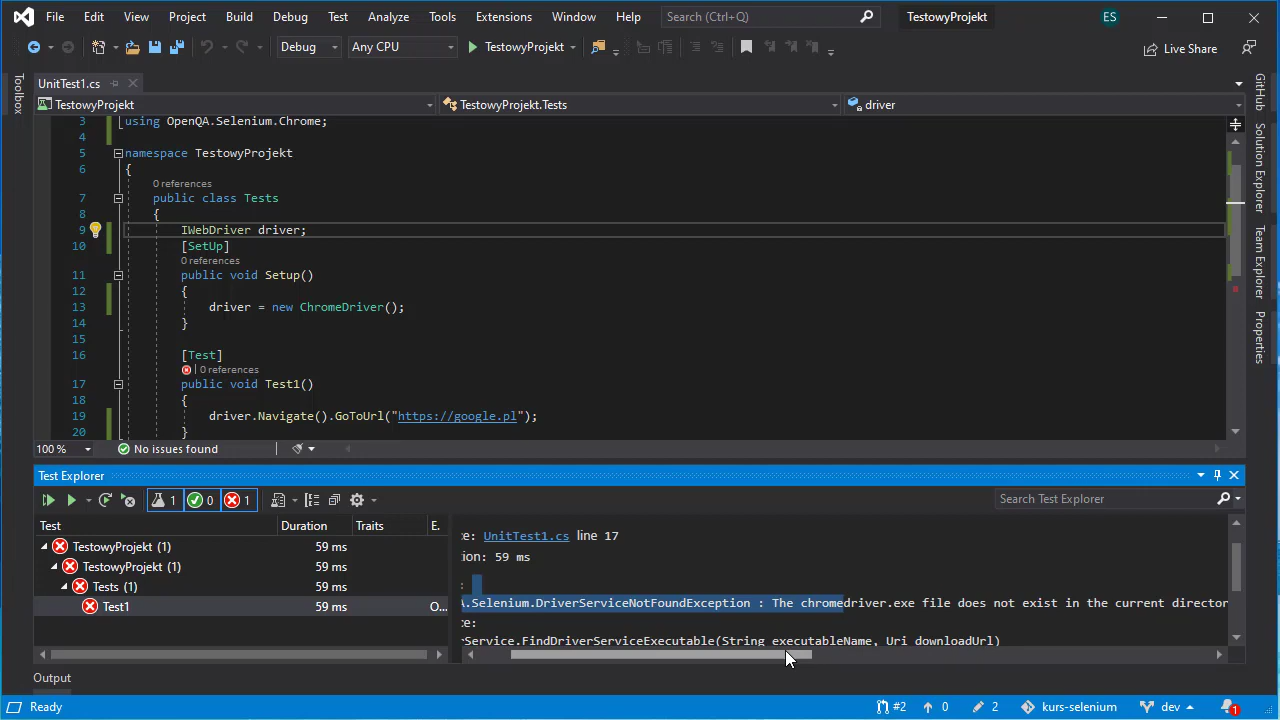 File Edit View Project Build Debug Test Analyze Tools Extensions Window Help Search (Ctrl+Q) TestowyProjekt ES
Debug Any CPU TestowyProjekt Live Share
UnitTest1.cs
TestowyProjekt TestowyProjekt.Tests driver
3 using OpenQA.Selenium.Chrome;
4
5 namespace TestowyProjekt
6 {
0 references
7 public class Tests
8 {
9 IWebDriver driver;
10 [SetUp]
0 references
11 public void Setup()
12 {
13 driver = new ChromeDriver();
14 }
15
16 [Test]
0 references
17 public void Test1()
18 {
19 driver.Navigate().GoToUrl("https://google.pl");
20 }
100 % No issues found
Test Explorer
1 0 1 Search Test Explorer
Test Duration Traits E.
TestowyProjekt (1) 59 ms
TestowyProjekt (1) 59 ms
Tests (1) 59 ms
Test1 59 ms O...
ce: UnitTest1.cs line 17
tion: 59 ms
:
A.Selenium.DriverServiceNotFoundException : The chromedriver.exe file does not exist in the current director
ce:
rService.FindDriverServiceExecutable(String executableName, Uri downloadUrl)
Output
Ready #2 0 2 kurs-selenium dev 1
Toolbox
GitHub
Solution Explorer
Team Explorer
Properties